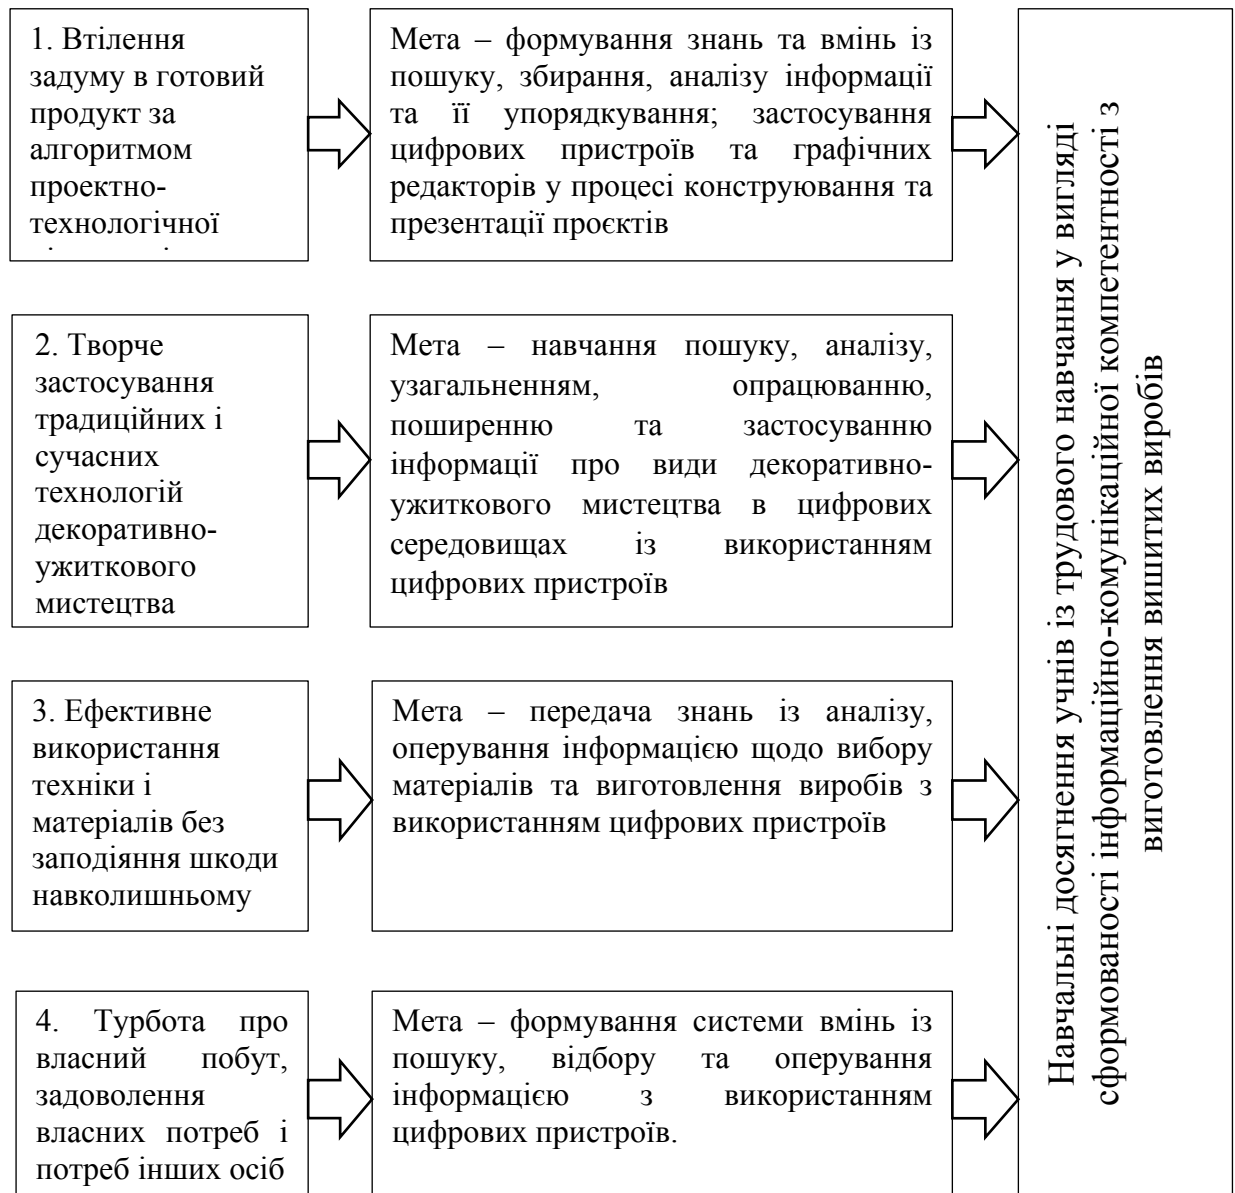 1. Втілення
задуму в готовий
продукт за
алгоритмом
проектно-
технологічної
Мета – формування знань та вмінь із
пошуку, збирання, аналізу інформації
та її упорядкування; застосування
цифрових пристроїв та графічних
редакторів у процесі конструювання та
презентації проєктів
2. Творче
застосування
традиційних і
сучасних
технологій
декоративно-
ужиткового
мистецтва
Мета – навчання пошуку, аналізу,
узагальненням, опрацюванню,
поширенню та застосуванню
інформації про види декоративно-
ужиткового мистецтва в цифрових
середовищах із використанням
цифрових пристроїв
3. Ефективне
використання
техніки і
матеріалів без
заподіяння шкоди
навколишньому
Мета – передача знань із аналізу,
оперування інформацією щодо вибору
матеріалів та виготовлення виробів з
використанням цифрових пристроїв
4. Турбота про
власний побут,
задоволення
власних потреб і
потреб інших осіб
Мета – формування системи вмінь із
пошуку, відбору та оперування
інформацією з використанням
цифрових пристроїв.
Навчальні досягнення учнів із трудового навчання у вигляді
сформованості інформаційно-комунікаційної компетентності з
виготовлення вишитих виробів